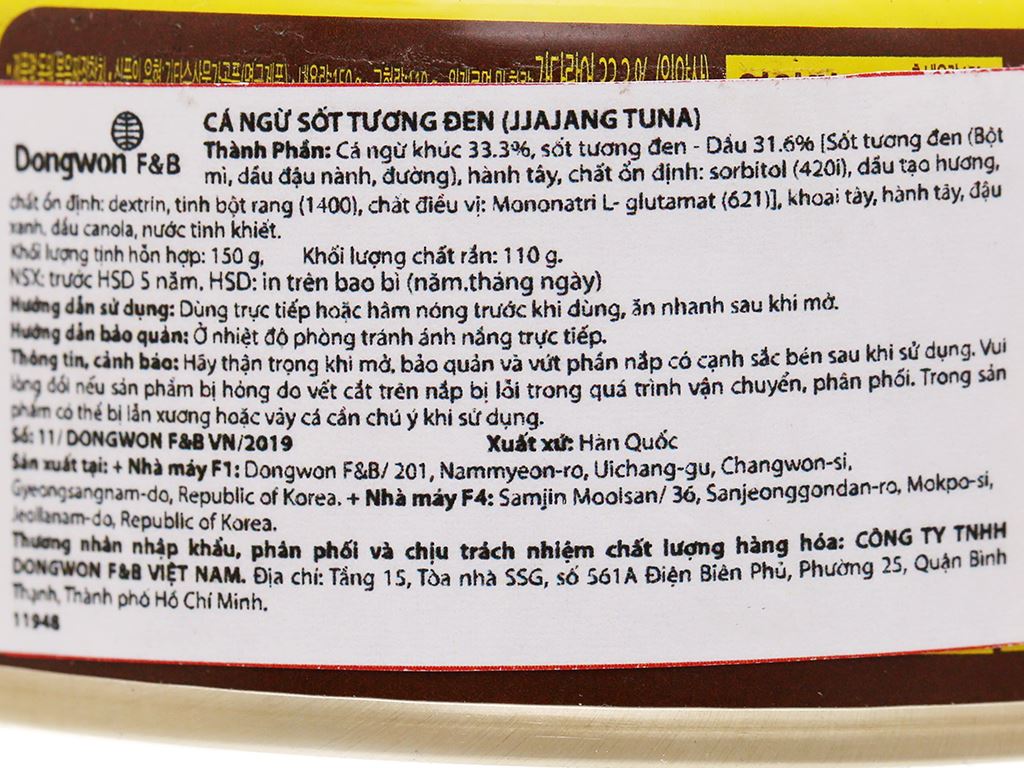 CÁ NGỪ SỐT TƯƠNG ĐEN (JJAJANG TUNA)
Dongwon F&B
Thành Phần: Cá ngừ khúc 33.3%, sốt tương đen - Dầu 31.6% [Sốt tương đen (Bột
mì, dầu đậu nành, đường), hành tây, chất ổn định: sorbitol (420i), dầu tạo hương,
chất ổn định: dextrin, tinh bột rang (1400), chất điều vị: Mononatri L- glutamat (621)], khoai tây, hành tây, đậu
xanh, dầu canola, nước tinh khiết.
Khối lượng tịnh hỗn hợp: 150 g, Khối lượng chất rắn: 110 g.
NSX: trước HSD 5 năm, HSD: in trên bao bì (năm.tháng ngày)
Hướng dẫn sử dụng: Dùng trực tiếp hoặc hâm nóng trước khi dùng, ăn nhanh sau khi mở.
Hướng dẫn bảo quản: Ở nhiệt độ phòng tránh ánh nắng trực tiếp.
Thông tin, cảnh báo: Hãy thận trọng khi mở, bảo quản và vứt phần nắp có cạnh sắc bén sau khi sử dụng. Vui
lòng đổi nếu sản phẩm bị hỏng do vết cắt trên nắp bị lỗi trong quá trình vận chuyển, phân phối. Trong sản
phẩm có thể bị lẫn xương hoặc vảy cá cần chú ý khi sử dụng.
Số: 11/ DONGWON F&B VN/2019 Xuất xứ: Hàn Quốc
Sản xuất tại: + Nhà máy F1: Dongwon F&B/ 201, Nammyeon-ro, Uichang-gu, Changwon-si,
Gyeongsangnam-do, Republic of Korea. + Nhà máy F4: Samjin Moolsan/ 36, Sanjeonggondan-ro, Mokpo-si,
Jeollanam-do, Republic of Korea.
Thương nhân nhập khẩu, phân phối và chịu trách nhiệm chất lượng hàng hóa: CÔNG TY TNHH
DONGWON F&B VIỆT NAM. Địa chỉ: Tầng 15, Tòa nhà SSG, số 561A Điện Biên Phủ, Phường 25, Quận Bình
Thạnh, Thành phố Hồ Chí Minh.
11948